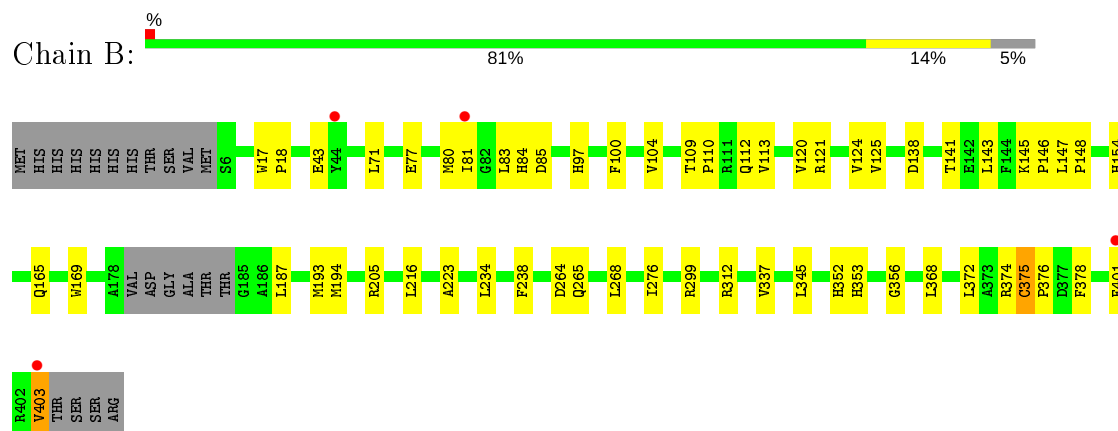 %
Chain B:
81% 14% 5%
MET HIS HIS HIS HIS HIS HIS THR SER VAL MET S6 W17 P18 E43 Y44 L71 E77 M80 I81 G82 L83 H84 D85 H97 F100 V104 T109 P110 R111 Q112 V113 V120 R121 V124 V125 D138 T141 E142 L143 F144 K145 P146 L147 P148 H154
Q165 W169 A178 VAL ASP GLY ALA THR THR G185 A186 L187 M193 M194 R205 L216 A223 L234 F238 D264 Q265 L268 I276 R299 R312 V337 L345 H352 H353 G356 L368 L372 A373 R374 C375 P376 D377 F378
R402 V403 THR SER SER ARG